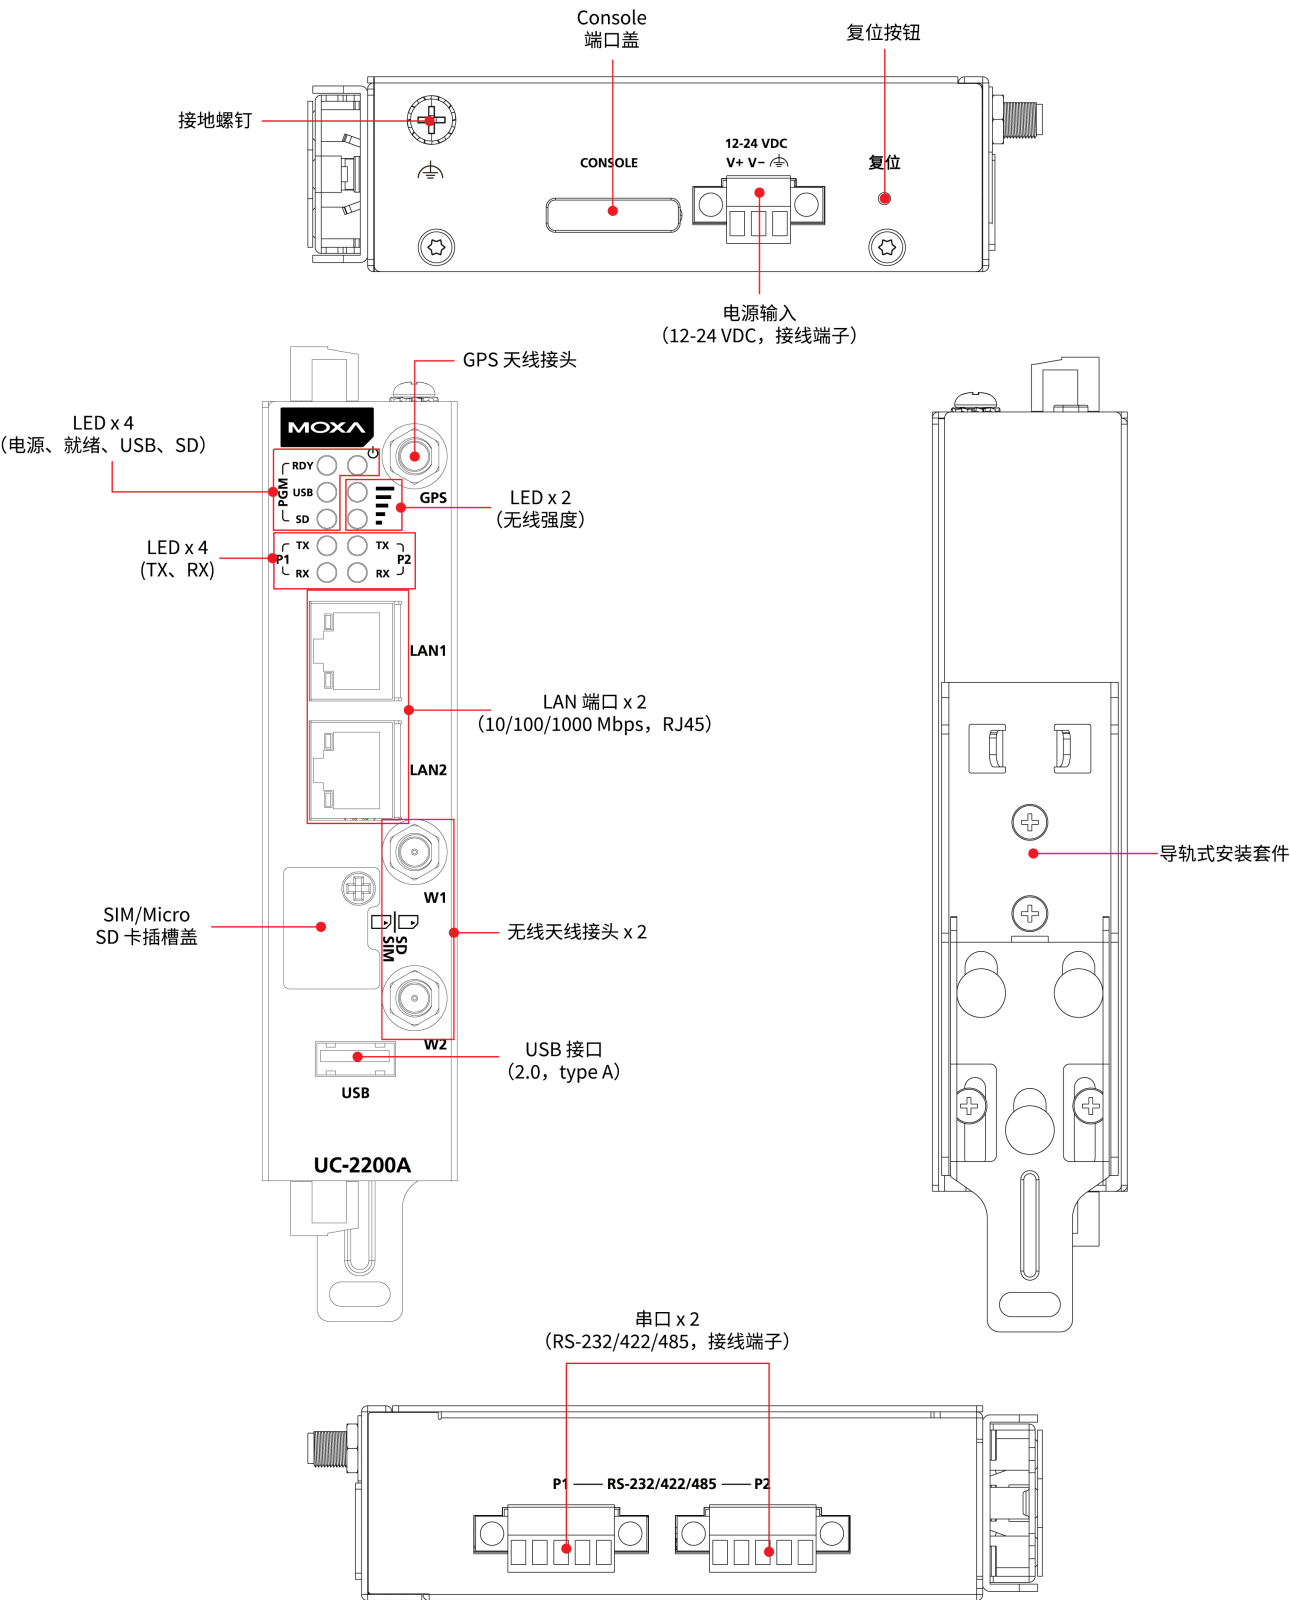 Console
端口盖
复位按钮
接地螺钉
12-24 VDC
V+ V−
CONSOLE
复位
电源输入
（12-24 VDC，接线端子）
GPS 天线接头
LED x 4
（电源、就绪、USB、SD）
MOXA
RDY
USB
SD
PGM
GPS
LED x 2
（无线强度）
LED x 4
(TX、RX)
P1
TX
RX
TX
RX
P2
LAN1
LAN 端口 x 2
（10/100/1000 Mbps，RJ45）
LAN2
导轨式安装套件
W1
SIM/Micro
SD 卡插槽盖
SD
SIM
无线天线接头 x 2
W2
USB 接口
（2.0，type A）
USB
UC-2200A
串口 x 2
（RS-232/422/485，接线端子）
P1 — RS-232/422/485 — P2